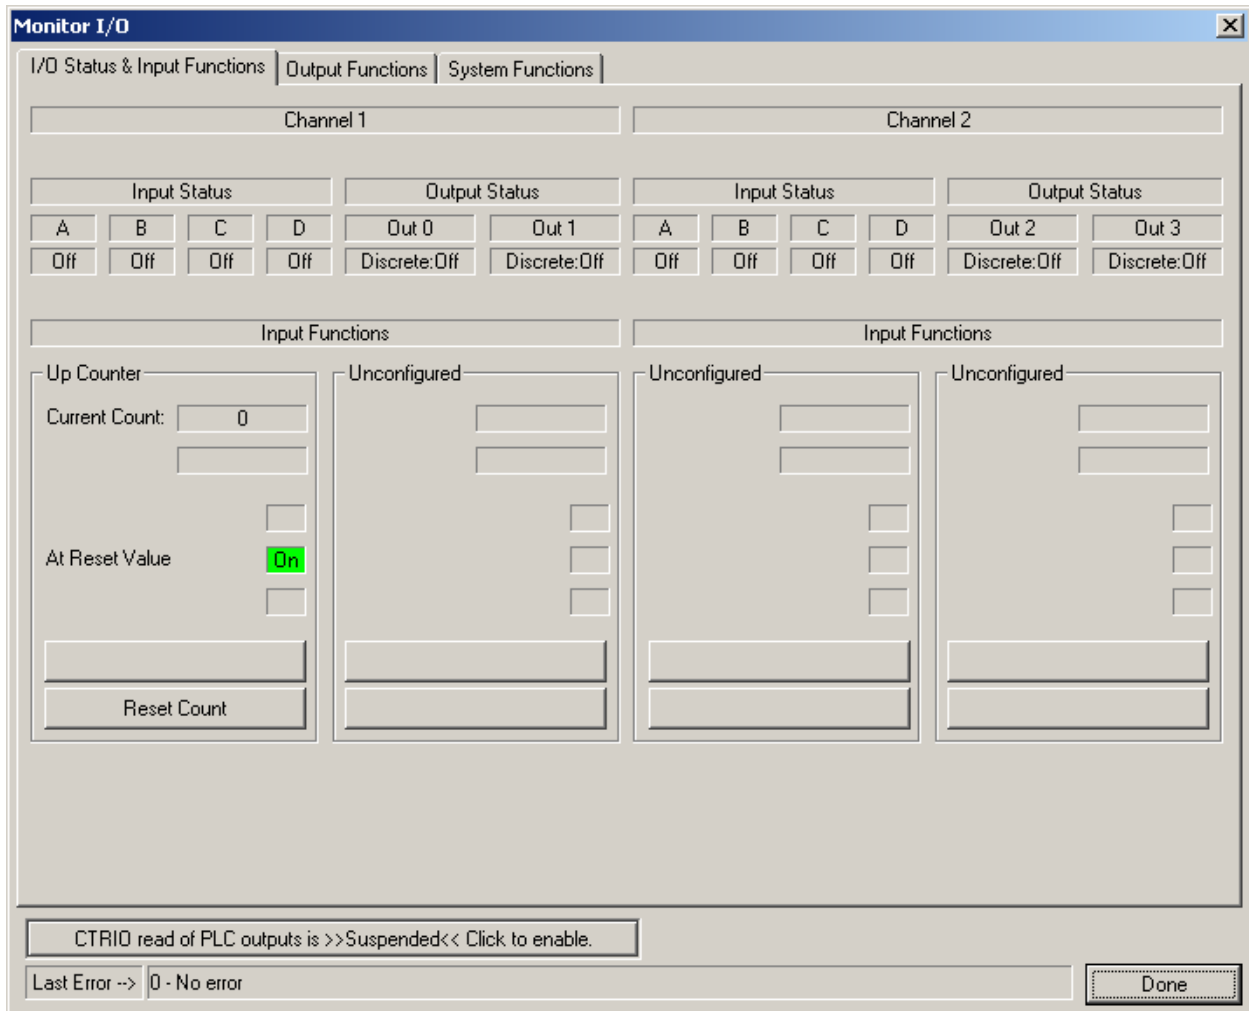 Monitor I/O
I/O Status & Input Functions Output Functions System Functions
Channel 1 Channel 2
Input Status Output Status Input Status Output Status
A B C D Out 0 Out 1 A B C D Out 2 Out 3
Off Off Off Off Discrete:Off Discrete:Off Off Off Off Off Discrete:Off Discrete:Off
Input Functions Input Functions
Up Counter Unconfigured Unconfigured Unconfigured
Current Count: 0
At Reset Value On
Reset Count
CTRIO read of PLC outputs is >>Suspended<< Click to enable.
Last Error --> 0 - No error Done